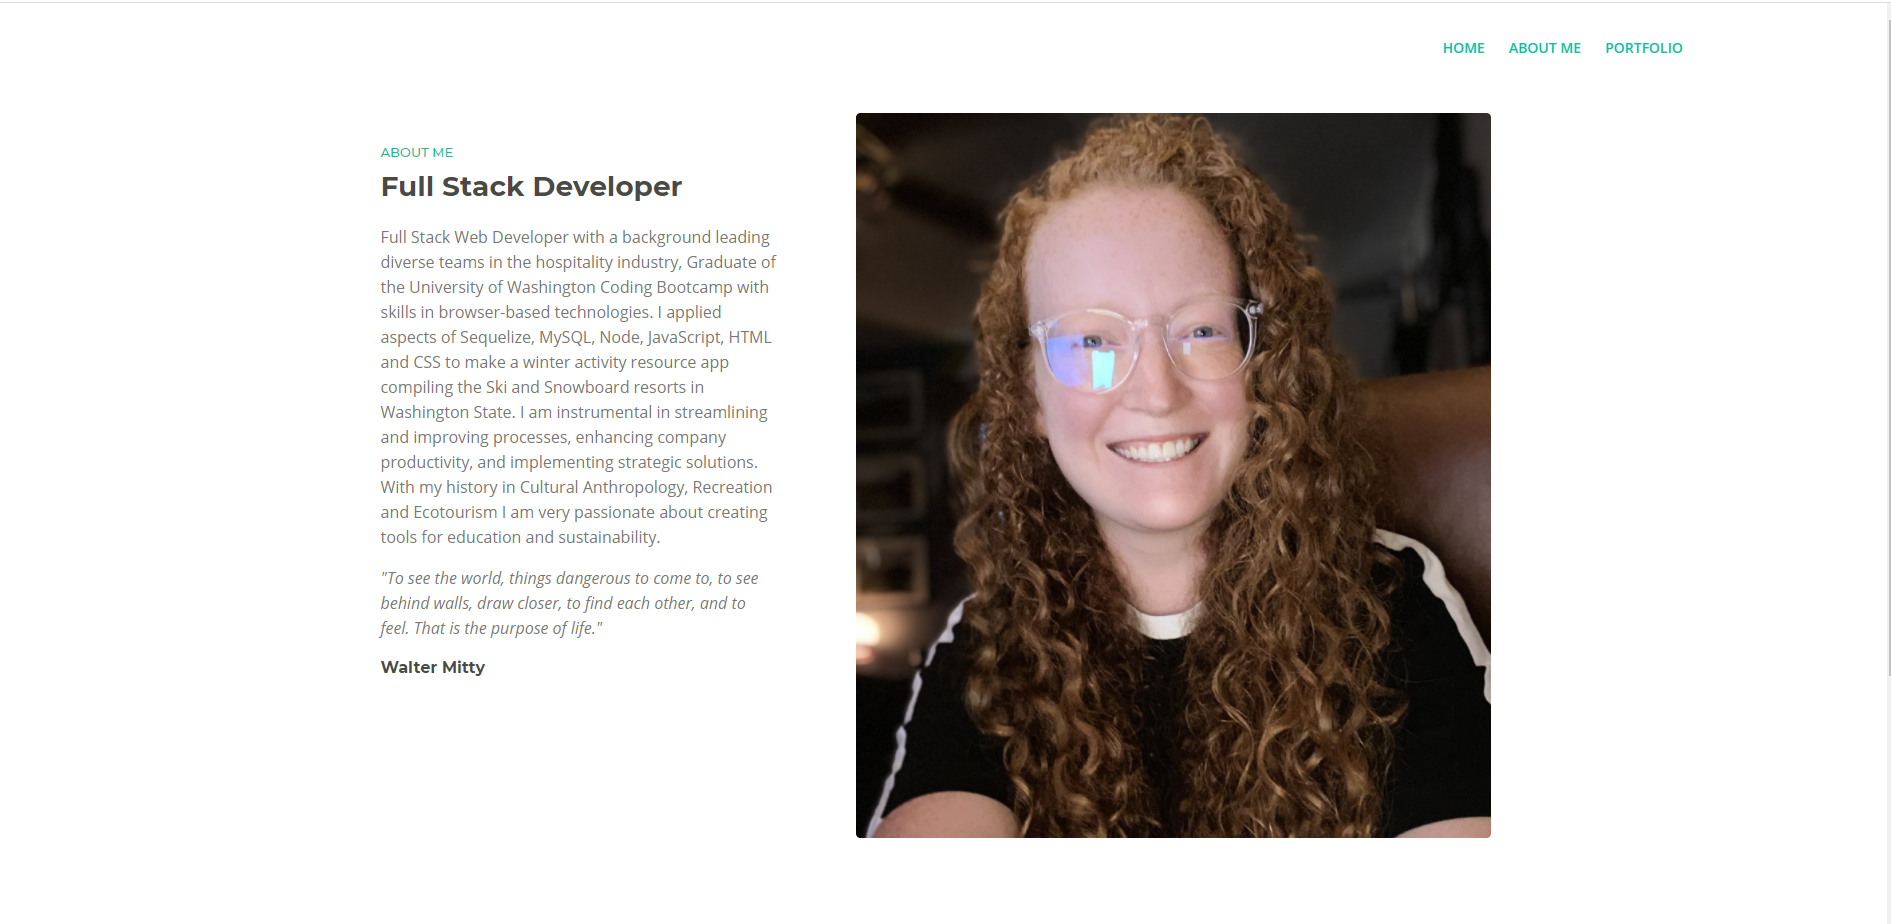 HOME ABOUT ME PORTFOLIO
ABOUT ME
Full Stack Developer
Full Stack Web Developer with a background leading
diverse teams in the hospitality industry, Graduate of
the University of Washington Coding Bootcamp with
skills in browser-based technologies. I applied
aspects of Sequelize, MySQL, Node, JavaScript, HTML
and CSS to make a winter activity resource app
compiling the Ski and Snowboard resorts in
Washington State. I am instrumental in streamlining
and improving processes, enhancing company
productivity, and implementing strategic solutions.
With my history in Cultural Anthropology, Recreation
and Ecotourism I am very passionate about creating
tools for education and sustainability.
"To see the world, things dangerous to come to, to see
behind walls, draw closer, to find each other, and to
feel. That is the purpose of life."
Walter Mitty